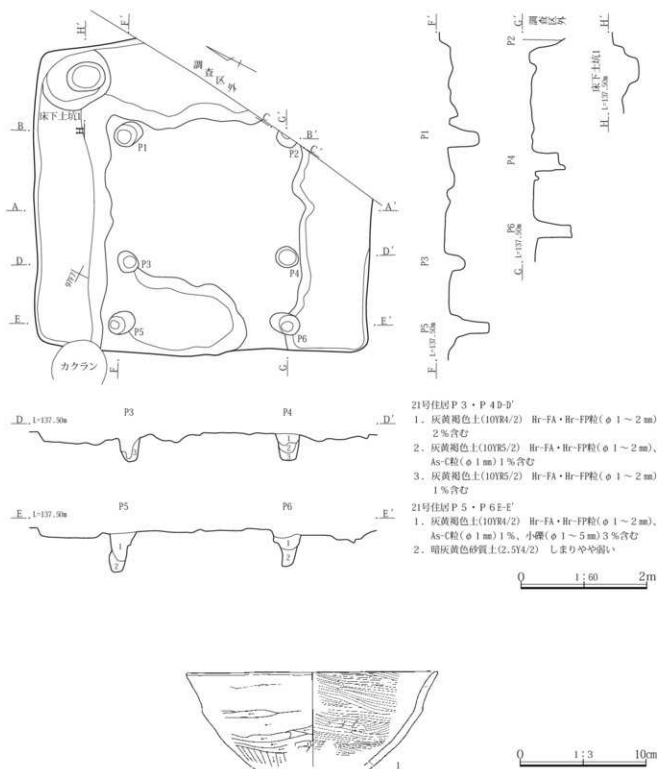 H'
F'
調査区外
床下土坑1
H
B
P1
C
G'
P2
B'
C'
A
A'
D
P3
P4
D'
E
P5
P6
E'
カクラン
F
G
F'
P1
P3
P5
L=137.50m
F
G'
調査区外
P2
P4
P6
L=137.50m
G
H'
床下土坑1
L=137.50m
H
D L=137.50m
P3
P4
D'
1
2
3
E L=137.50m
P5
P6
E'
1
2
1
2
21号住居P3・P4 D-D'
1. 灰黄褐色土(10YR4/2) Hr-FA・Hr-FP粒(φ1～2㎜)
2%含む
2. 灰黄褐色土(10YR5/2) Hr-FA・Hr-FP粒(φ1～2㎜)、
As-C粒(φ1㎜)1%含む
3. 灰黄褐色土(10YR5/2) Hr-FA・Hr-FP粒(φ1～2㎜)
1%含む
21号住居P5・P6 E-E'
1. 灰黄褐色土(10YR4/2) Hr-FA・Hr-FP粒(φ1～2㎜)、
As-C粒(φ1㎜)1%、小礫(φ1～5㎜)3%含む
2. 暗灰黄色砂質土(2.5Y4/2) しまりやや弱い
0 1:60 2m
1
0 1:3 10cm